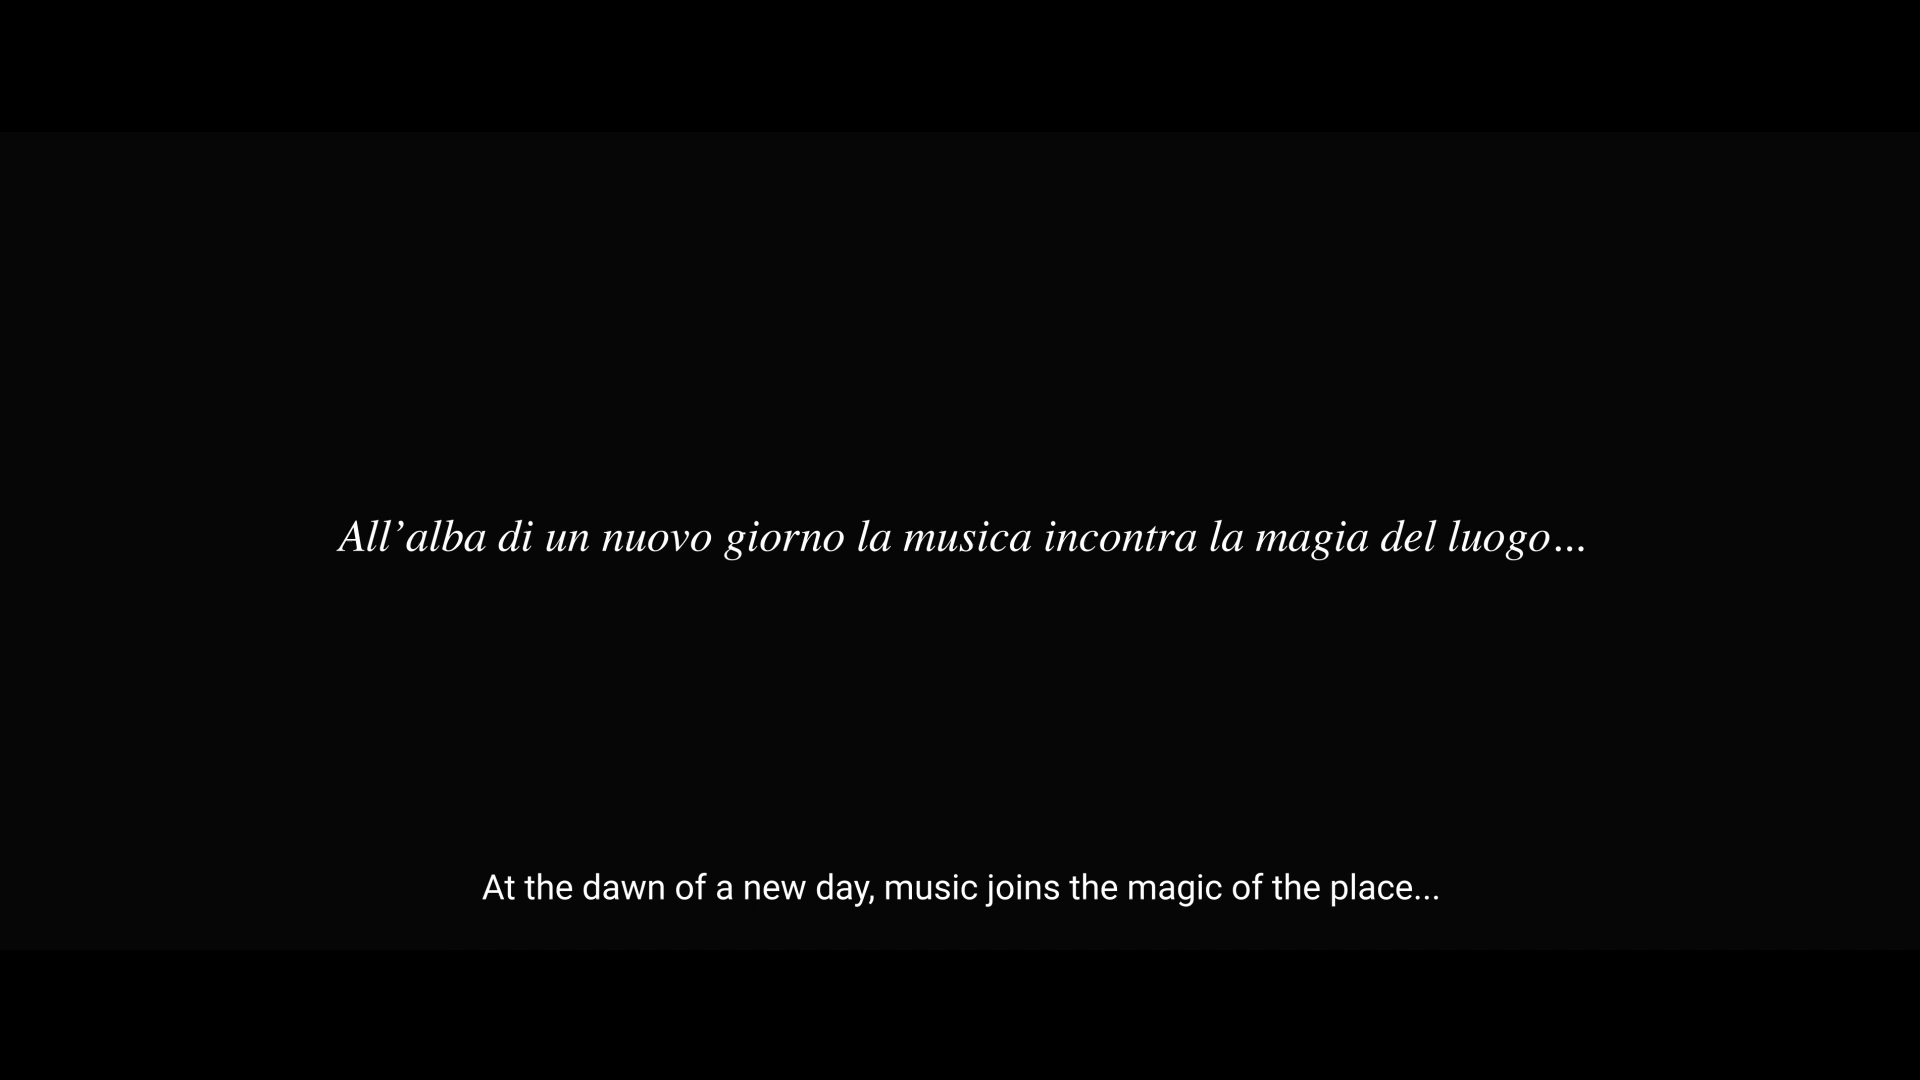 All’alba di un nuovo giorno la musica incontra la magia del luogo...
At the dawn of a new day, music joins the magic of the place...